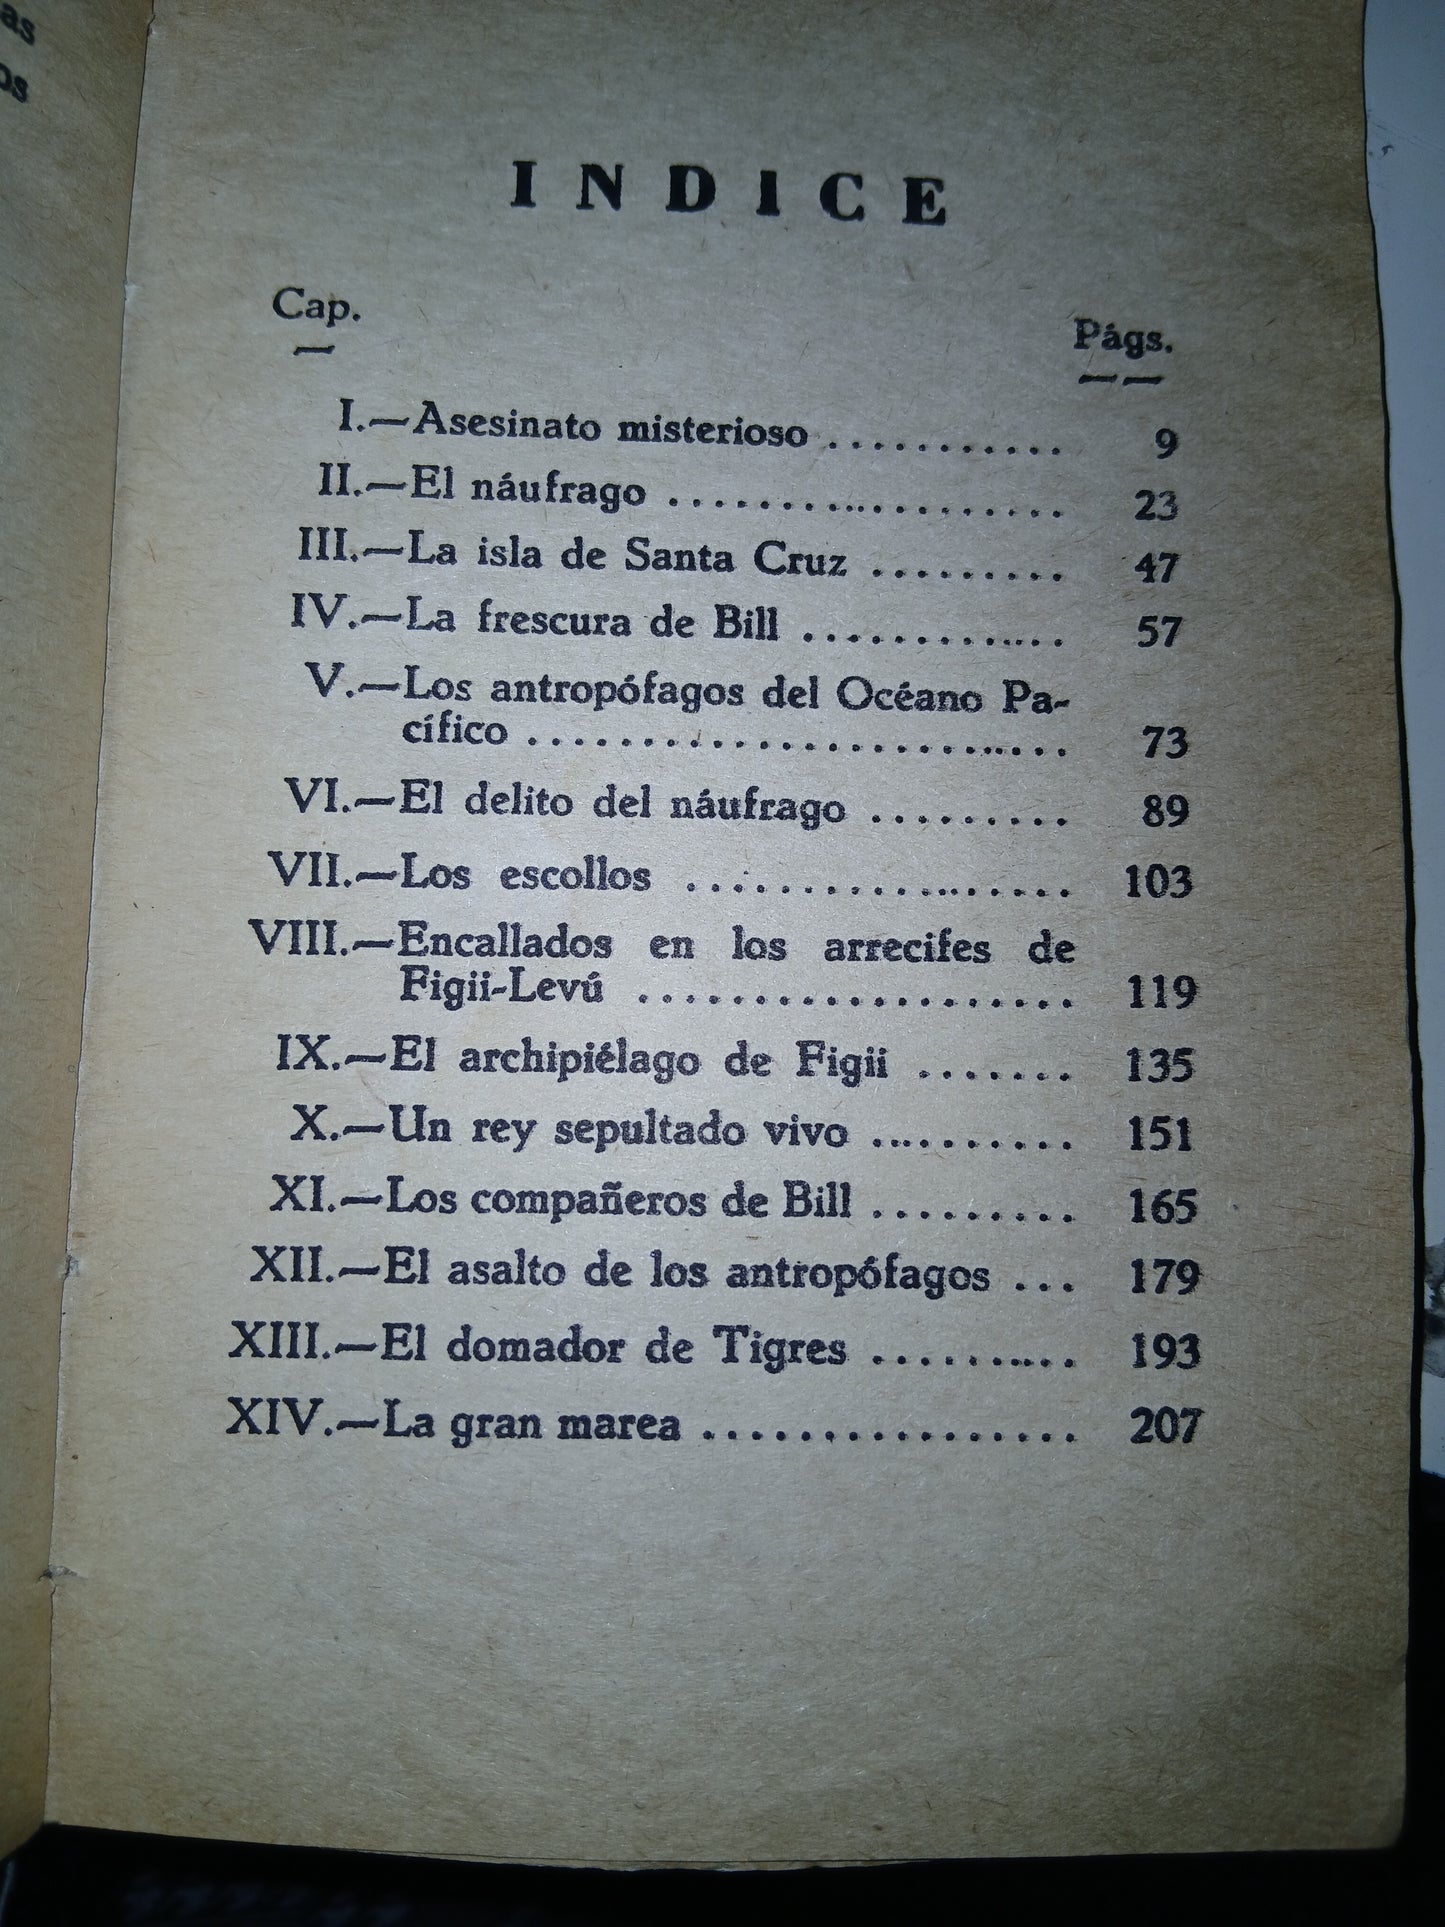 as
os
INDICE
Cap.
Págs.
I.—Asesinato misterioso ........... 9
II.—El náufrago .................... 23
III.—La isla de Santa Cruz ......... 47
IV.—La frescura de Bill ............ 57
V.—Los antropófagos del Océano Pa-
cífico .......................... 73
VI.—El delito del náufrago ......... 89
VII.—Los escollos .................. 103
VIII.—Encallados en los arrecifes de
Figii-Levú ................... 119
IX.—El archipiélago de Figii ....... 135
X.—Un rey sepultado vivo .......... 151
XI.—Los compañeros de Bill ......... 165
XII.—El asalto de los antropófagos ... 179
XIII.—El domador de Tigres .......... 193
XIV.—La gran marea ................. 207